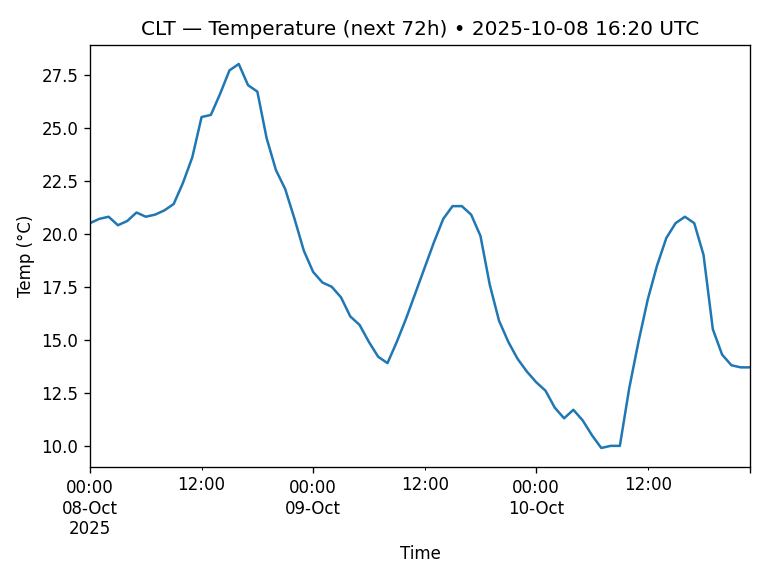 CLT — Temperature (next 72h) • 2025-10-08 16:20 UTC
Temp (°C)
27.5
25.0
22.5
20.0
17.5
15.0
12.5
10.0
00:00 12:00 00:00 12:00 00:00 12:00
08-Oct 09-Oct 10-Oct
2025
Time